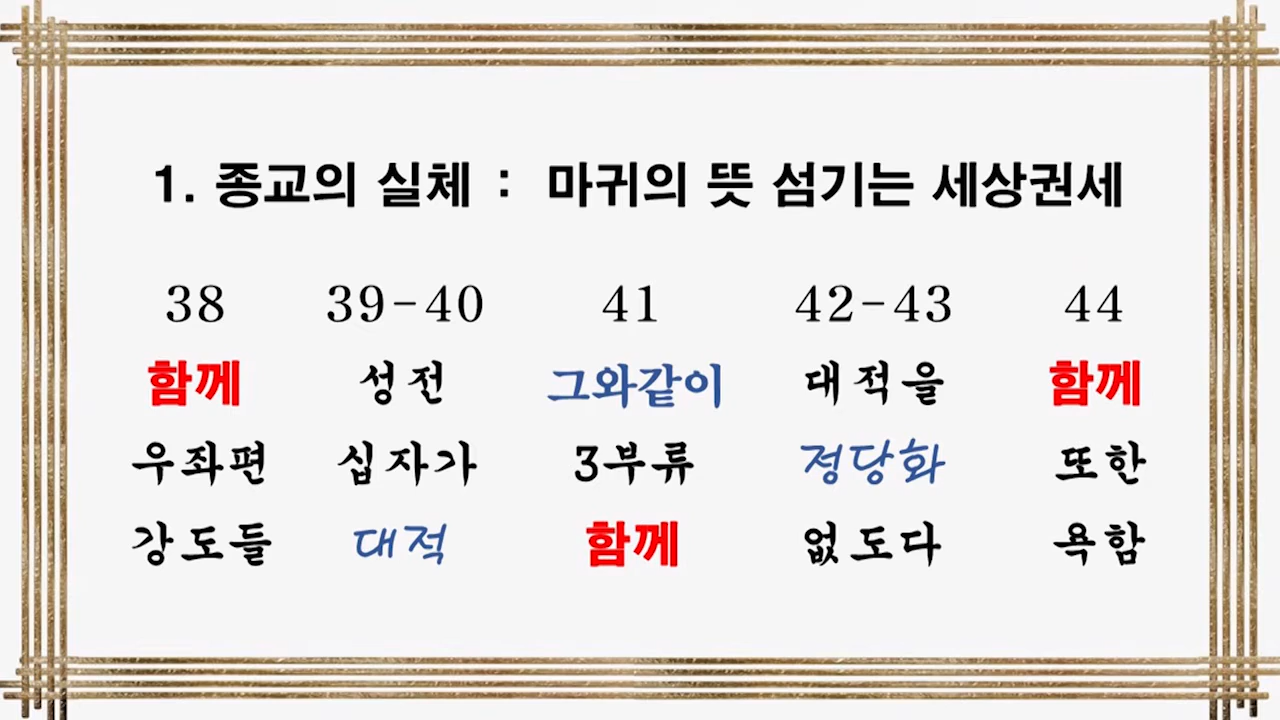 1. 종교의 실체 : 마귀의 뜻 섬기는 세상권세
38 39-40 41 42-43 44
함께 성전 그와같이 대적을 함께
우좌편 십자가 3부류 정당화 또한
강도들 대적 함께 없도다 욕함